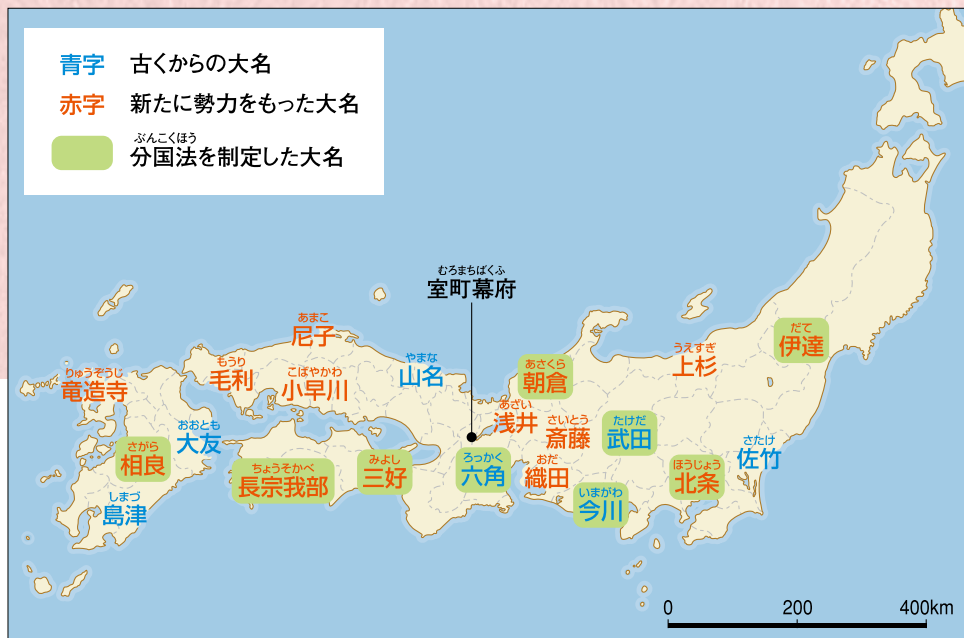 青字 古くからの大名
赤字 新たに勢力をもった大名
ぶんこくほう
分国法を制定した大名
むろまちばくふ
室町幕府
だて
伊達
うえすぎ
上杉
あさくら
朝倉
あまこ
尼子
やまな
山名
もうり
毛利
こばやかわ
小早川
りゅうぞうじ
竜造寺
あざい
浅井
さいとう
斎藤
たけだ
武田
さたけ
佐竹
おおとも
大友
さがら
相良
ちょうそかべ
長宗我部
みよし
三好
ろっかく
六角
おだ
織田
ほうじょう
北条
いまがわ
今川
しまづ
島津
0 200 400km